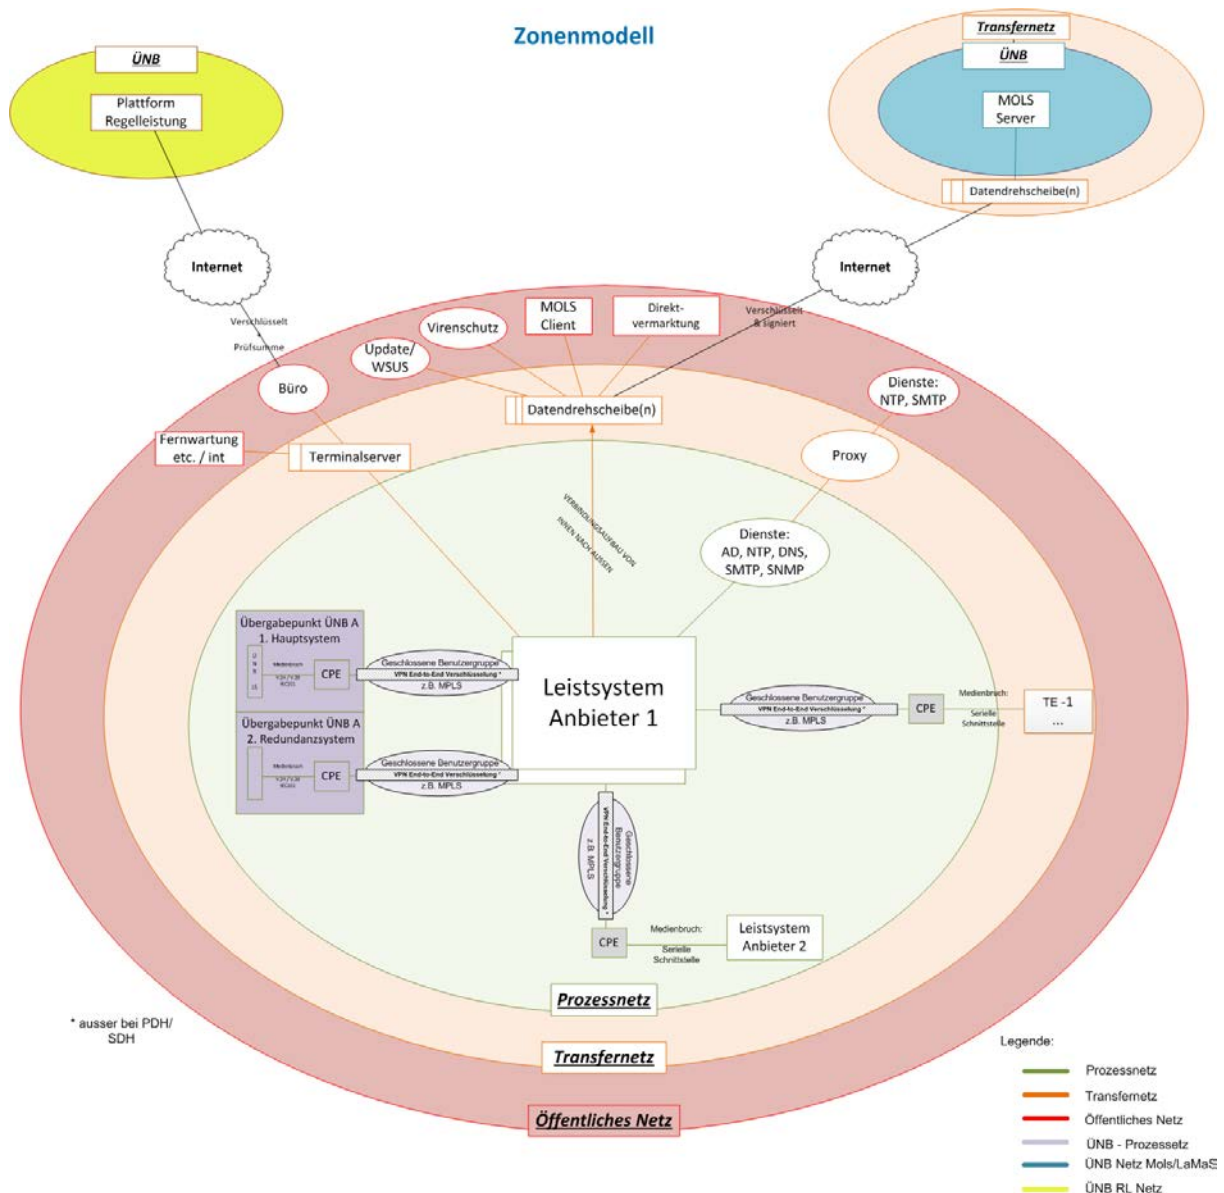 Zonenmodell
ÜNB
Plattform
Regelleistung
Transfernetz
ÜNB
MOLS
Server
Datendrehscheibe(n)
Internet
Internet
Verschlüsselt
+
Prüfsumme
Verschlüsselt
& signiert
Virenschutz
MOLS
Client
Direkt-
vermarktung
Update/
WSUS
Büro
Datendrehscheibe(n)
Dienste:
NTP, SMTP
Fernwartung
etc. / int
Terminalserver
Proxy
VERBINDUNGSAUFBAU VON
INNEN NACH AUSSEN
Dienste:
AD, NTP, DNS,
SMTP, SNMP
Übergabepunkt ÜNB A
1. Hauptsystem
Medienbruch:
CPE
Geschlossene Benutzergruppe
VPN End-to-End Verschlüsselung *
z.B. MPLS
Übergabepunkt ÜNB A
2. Redundanzsystem
Medienbruch:
CPE
Geschlossene Benutzergruppe
VPN End-to-End Verschlüsselung *
z.B. MPLS
Leistsystem
Anbieter 1
Geschlossene Benutzergruppe
VPN End-to-End Verschlüsselung *
z.B. MPLS
CPE
Medienbruch:
Serielle
Schnittstelle
TE -1
...
Geschlossene
Benutzergruppe
VPN End-to-End Verschlüsselung *
z.B. MPLS
CPE
Medienbruch:
Serielle
Schnittstelle
Leistsystem
Anbieter 2
Prozessnetz
Transfernetz
Öffentliches Netz
* ausser bei PDH/
SDH
Legende:
Prozessnetz
Transfernetz
Öffentliches Netz
ÜNB - Prozessetz
ÜNB Netz Mols/LaMaS
ÜNB RL Netz